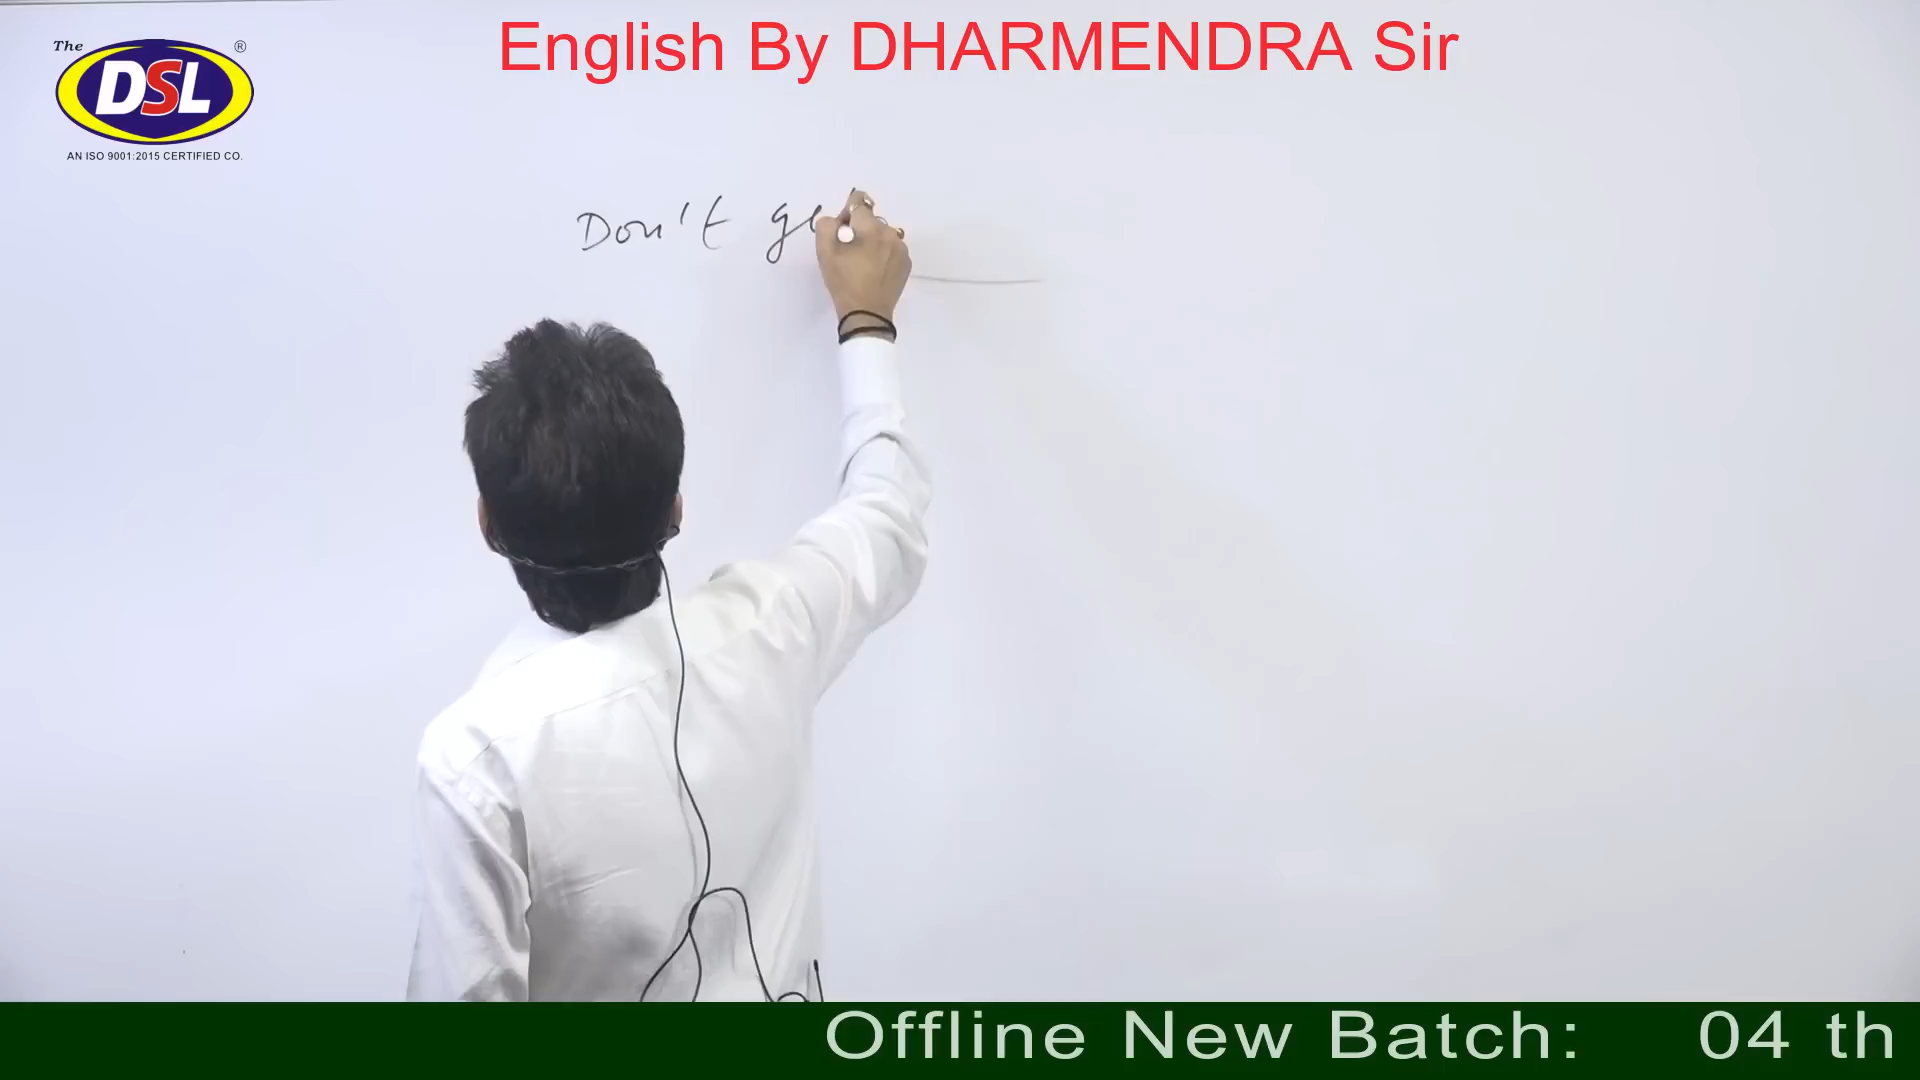 English By DHARMENDRA Sir
The ®
DSL
AN ISO 9001:2015 CERTIFIED CO.
Don't
Offline New Batch: 04 th